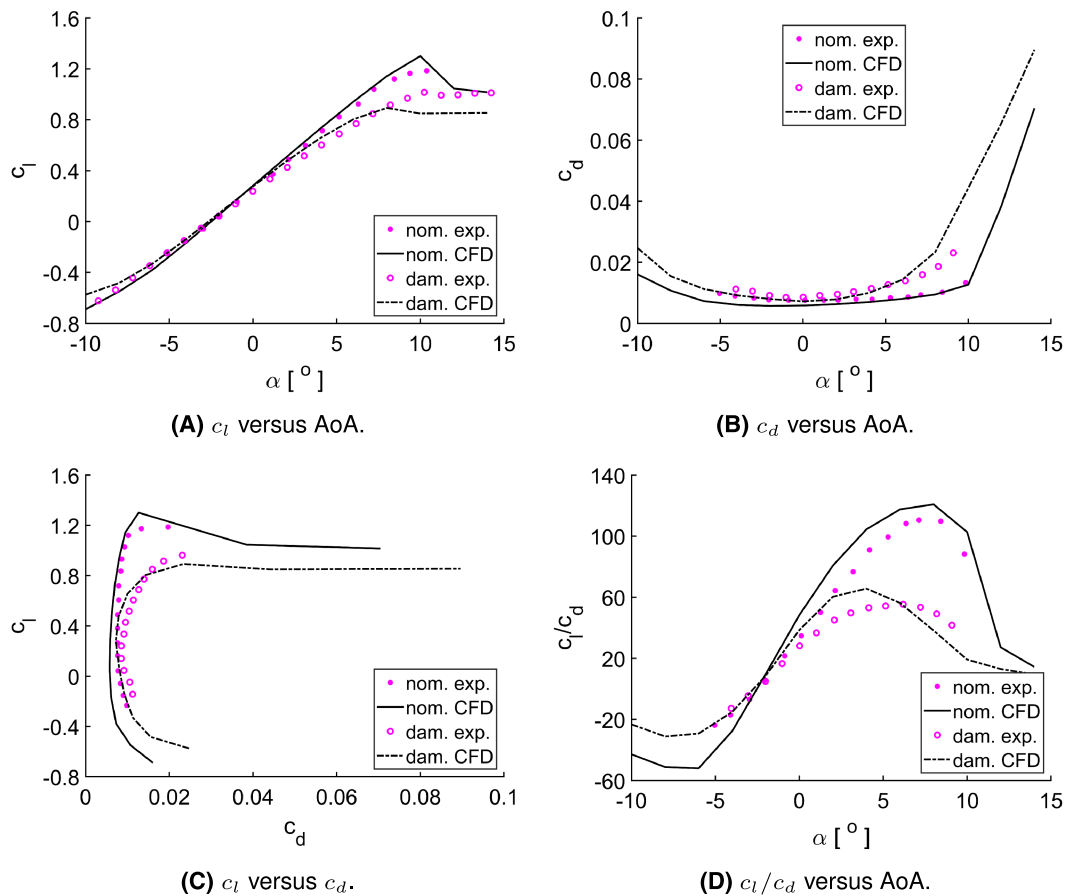 1.6
1.2
0.8
0.4
0
-0.4
-0.8
c_l
-10 -5 0 5 10 15
α [ ° ]
nom. exp.
nom. CFD
dam. exp.
dam. CFD
(A) c_l versus AoA.
0.1
0.08
0.06
0.04
0.02
0
c_d
-10 -5 0 5 10 15
α [ ° ]
nom. exp.
nom. CFD
dam. exp.
dam. CFD
(B) c_d versus AoA.
1.6
1.2
0.8
0.4
0
-0.4
-0.8
c_l
0 0.02 0.04 0.06 0.08 0.1
c_d
nom. exp.
nom. CFD
dam. exp.
dam. CFD
(C) c_l versus c_d.
140
100
60
20
-20
-60
c_l/c_d
-10 -5 0 5 10 15
α [ ° ]
nom. exp.
nom. CFD
dam. exp.
dam. CFD
(D) c_l/c_d versus AoA.